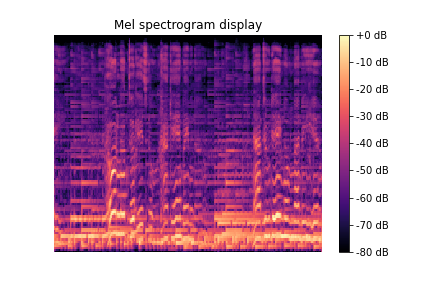 Mel spectrogram display
+0 dB
-10 dB
-20 dB
-30 dB
-40 dB
-50 dB
-60 dB
-70 dB
-80 dB